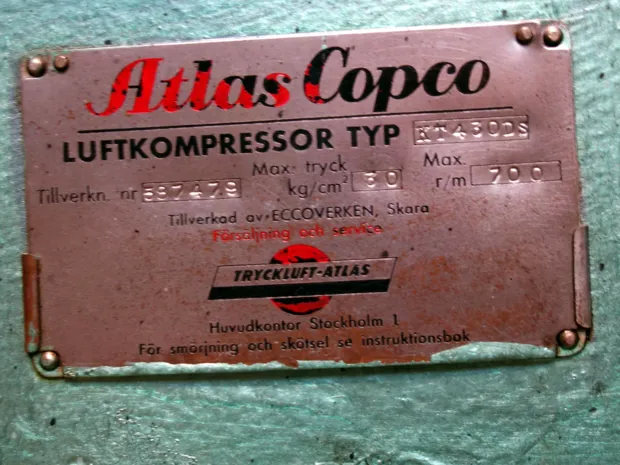 Atlas Copco
LUFTKOMPRESSOR TYP KT430DS
Tillverkn. nr 587479 Max. tryck kg/cm² 30 Max. r/m 700
Tillverkad av ECCOVERKEN, Skara
Försäljning och service
TRYCKLUFT-ATLAS
Huvudkontor Stockholm 1
För smörjning och skötsel se instruktionsbok